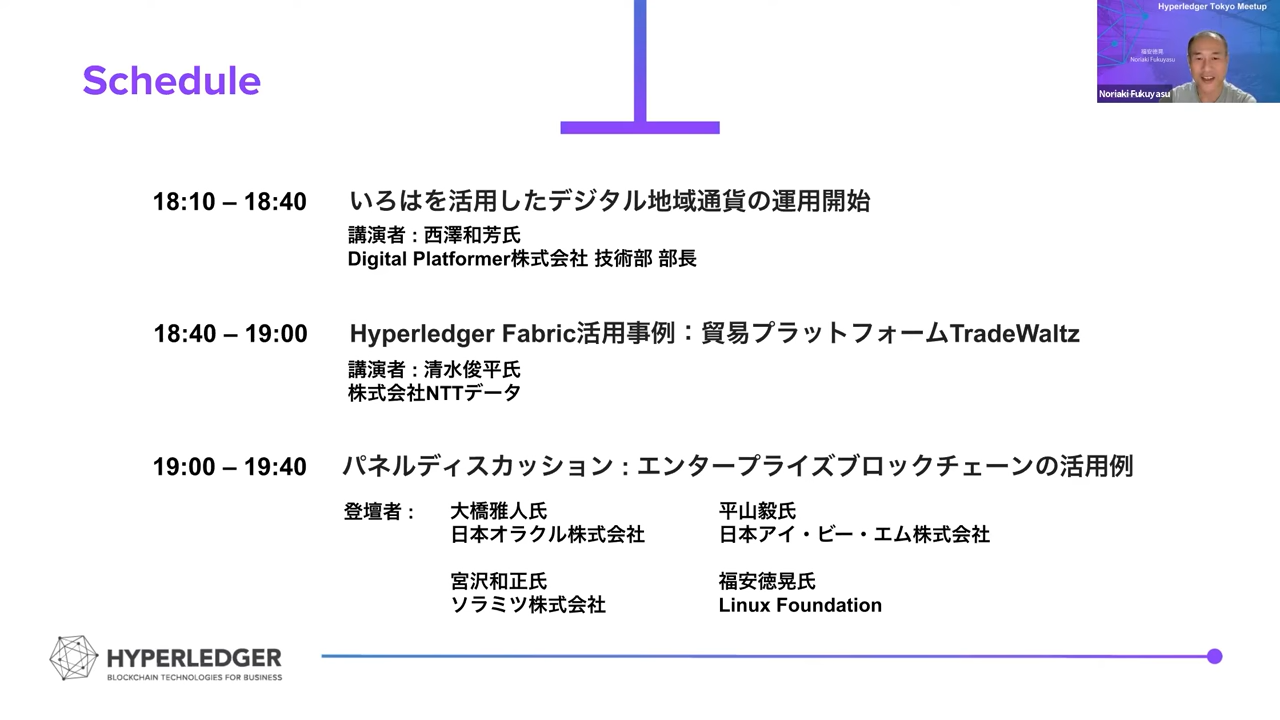 Schedule
Hyperledger Tokyo Meetup
福安徳晃
Noriaki Fukuyasu
Noriaki Fukuyasu
18:10 – 18:40 いろはを活用したデジタル地域通貨の運用開始
講演者 : 西澤和芳氏
Digital Platformer株式会社 技術部 部長
18:40 – 19:00 Hyperledger Fabric活用事例：貿易プラットフォームTradeWaltz
講演者 : 清水俊平氏
株式会社NTTデータ
19:00 – 19:40 パネルディスカッション : エンタープライズブロックチェーンの活用例
登壇者 : 大橋雅人氏 平山毅氏
日本オラクル株式会社 日本アイ・ビー・エム株式会社
宮沢和正氏 福安徳晃氏
ソラミツ株式会社 Linux Foundation
HYPERLEDGER
BLOCKCHAIN TECHNOLOGIES FOR BUSINESS